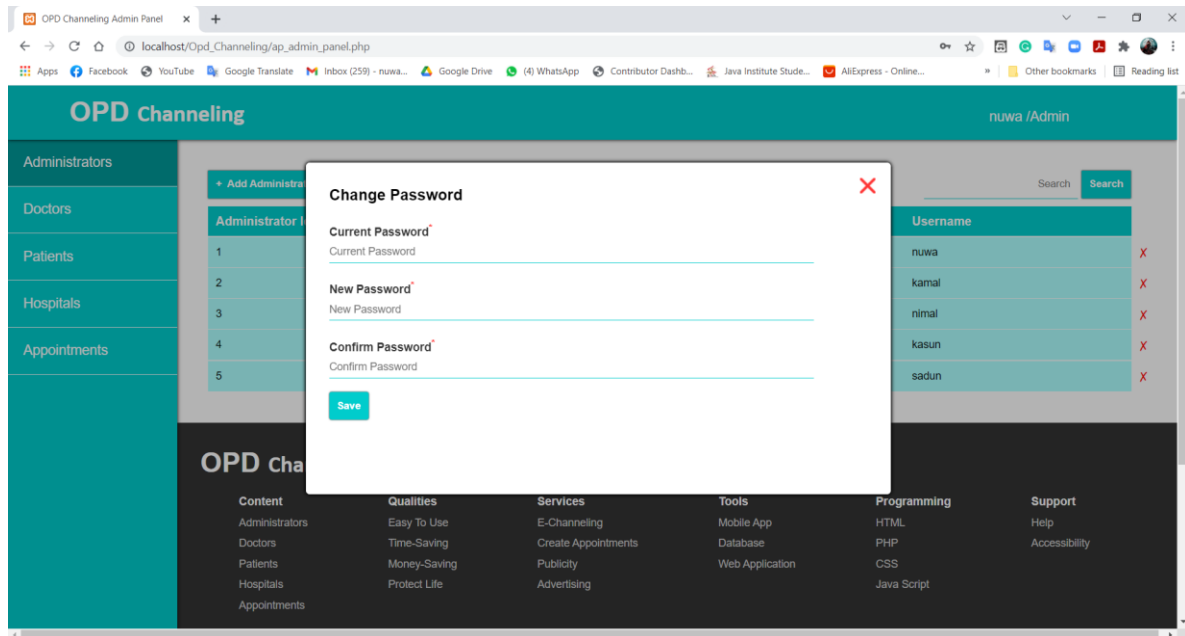 OPD Channeling Admin Panel
localhost/Opd_Channeling/ap_admin_panel.php
Apps Facebook YouTube Google Translate Inbox (259) - nuwa... Google Drive (4) WhatsApp Contributor Dashb... Java Institute Stude... AliExpress - Online... » Other bookmarks Reading list
OPD Channeling
nuwa /Admin
Administrators
Doctors
Patients
Hospitals
Appointments
+ Add Administra
Search Search
Administrator I
Username
1 nuwa X
2 kamal X
3 nimal X
4 kasun X
5 sadun X
Change Password
Current Password*
Current Password
New Password*
New Password
Confirm Password*
Confirm Password
Save
OPD Cha
Content Qualities Services Tools Programming Support
Administrators Easy To Use E-Channeling Mobile App HTML Help
Doctors Time-Saving Create Appointments Database PHP Accessibility
Patients Money-Saving Publicity Web Application CSS
Hospitals Protect Life Advertising Java Script
Appointments